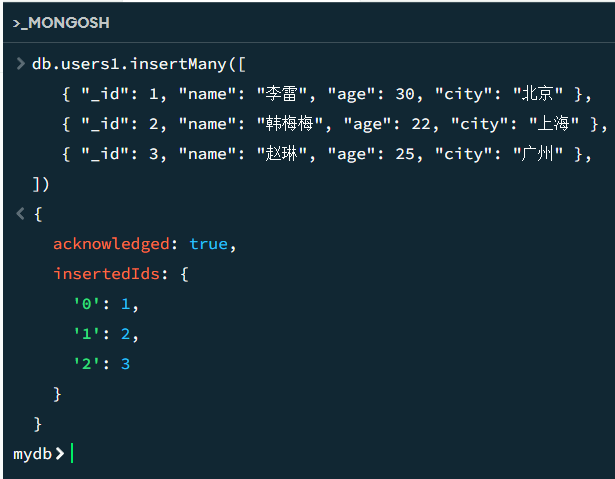 >_MONGOSH
> db.users1.insertMany([
{ "_id": 1, "name": "李雷", "age": 30, "city": "北京" },
{ "_id": 2, "name": "韩梅梅", "age": 22, "city": "上海" },
{ "_id": 3, "name": "赵琳", "age": 25, "city": "广州" },
])
< {
acknowledged: true,
insertedIds: {
'0': 1,
'1': 2,
'2': 3
}
}
mydb>